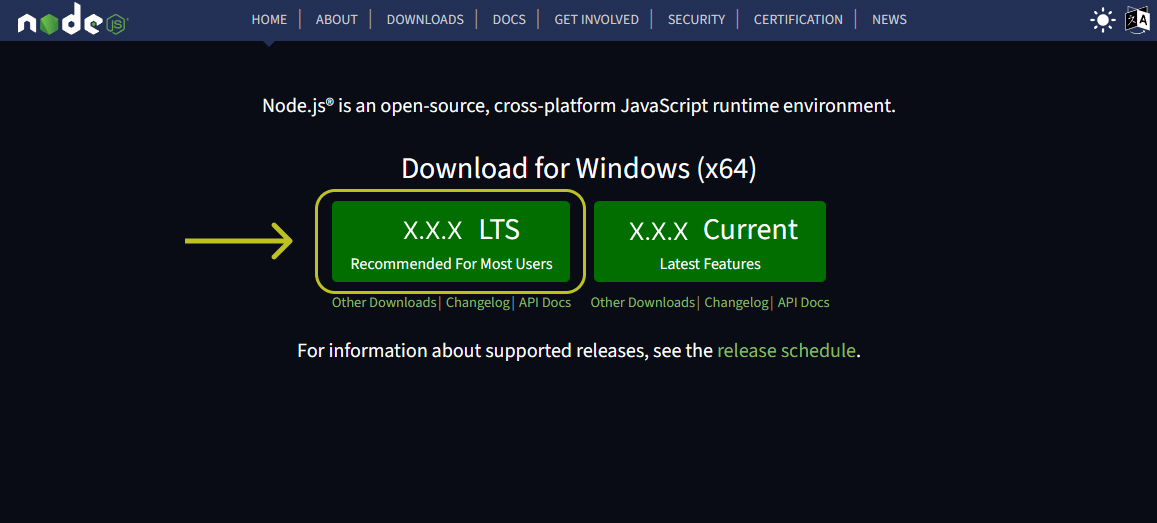 node JS
HOME | ABOUT | DOWNLOADS | DOCS | GET INVOLVED | SECURITY | CERTIFICATION | NEWS
Node.js® is an open-source, cross-platform JavaScript runtime environment.
Download for Windows (x64)
X.X.X LTS
Recommended For Most Users
X.X.X Current
Latest Features
Other Downloads | Changelog | API Docs
Other Downloads | Changelog | API Docs
For information about supported releases, see the release schedule.